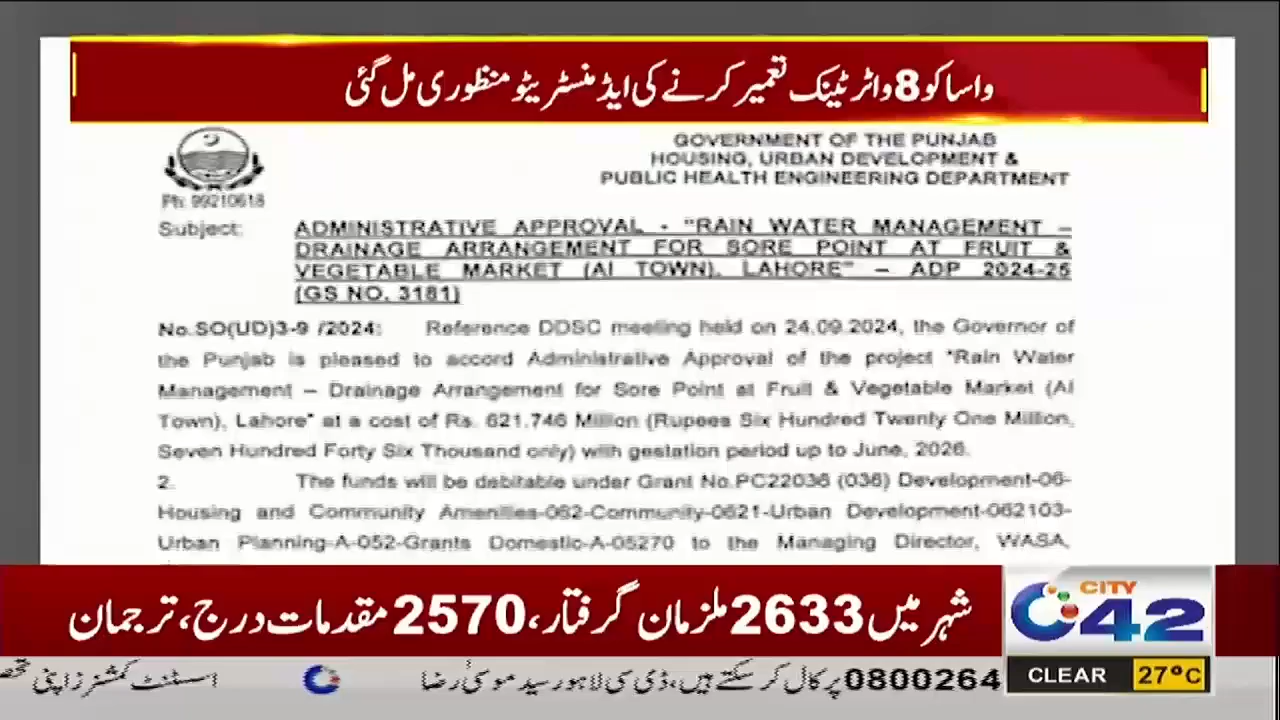 واسا کو 8 واٹر ٹینک تعمیر کرنے کی ایڈمنسٹریٹو منظوری مل گئی
GOVERNMENT OF THE PUNJAB
HOUSING, URBAN DEVELOPMENT &
PUBLIC HEALTH ENGINEERING DEPARTMENT
Ph: 99210618
Subject: ADMINISTRATIVE APPROVAL - "RAIN WATER MANAGEMENT –
DRAINAGE ARRANGEMENT FOR SORE POINT AT FRUIT &
VEGETABLE MARKET (AI TOWN), LAHORE" – ADP 2024-25
(GS NO. 3181)
No.SO(UD)3-9 /2024: Reference DDSC meeting held on 24.09.2024, the Governor of
the Punjab is pleased to accord Administrative Approval of the project "Rain Water
Management – Drainage Arrangement for Sore Point at Fruit & Vegetable Market (AI
Town), Lahore" at a cost of Rs. 621.746 Million (Rupees Six Hundred Twenty One Million,
Seven Hundred Forty Six Thousand only) with gestation period up to June, 2026.
2. The funds will be debitable under Grant No.PC22036 (036) Development-06-
Housing and Community Amenities-062-Community-0621-Urban Development-062103-
Urban Planning-A-052-Grants Domestic-A-05270 to the Managing Director, WASA,
شہر میں 2633 ملزمان گرفتار، 2570 مقدمات درج، ترجمان
CITY
42
0800264 پر کال کر سکتے ہیں، ڈی سی لاہور سید موسیٰ رضا
اسسٹنٹ کمشنرز اپنی
CLEAR 27°C